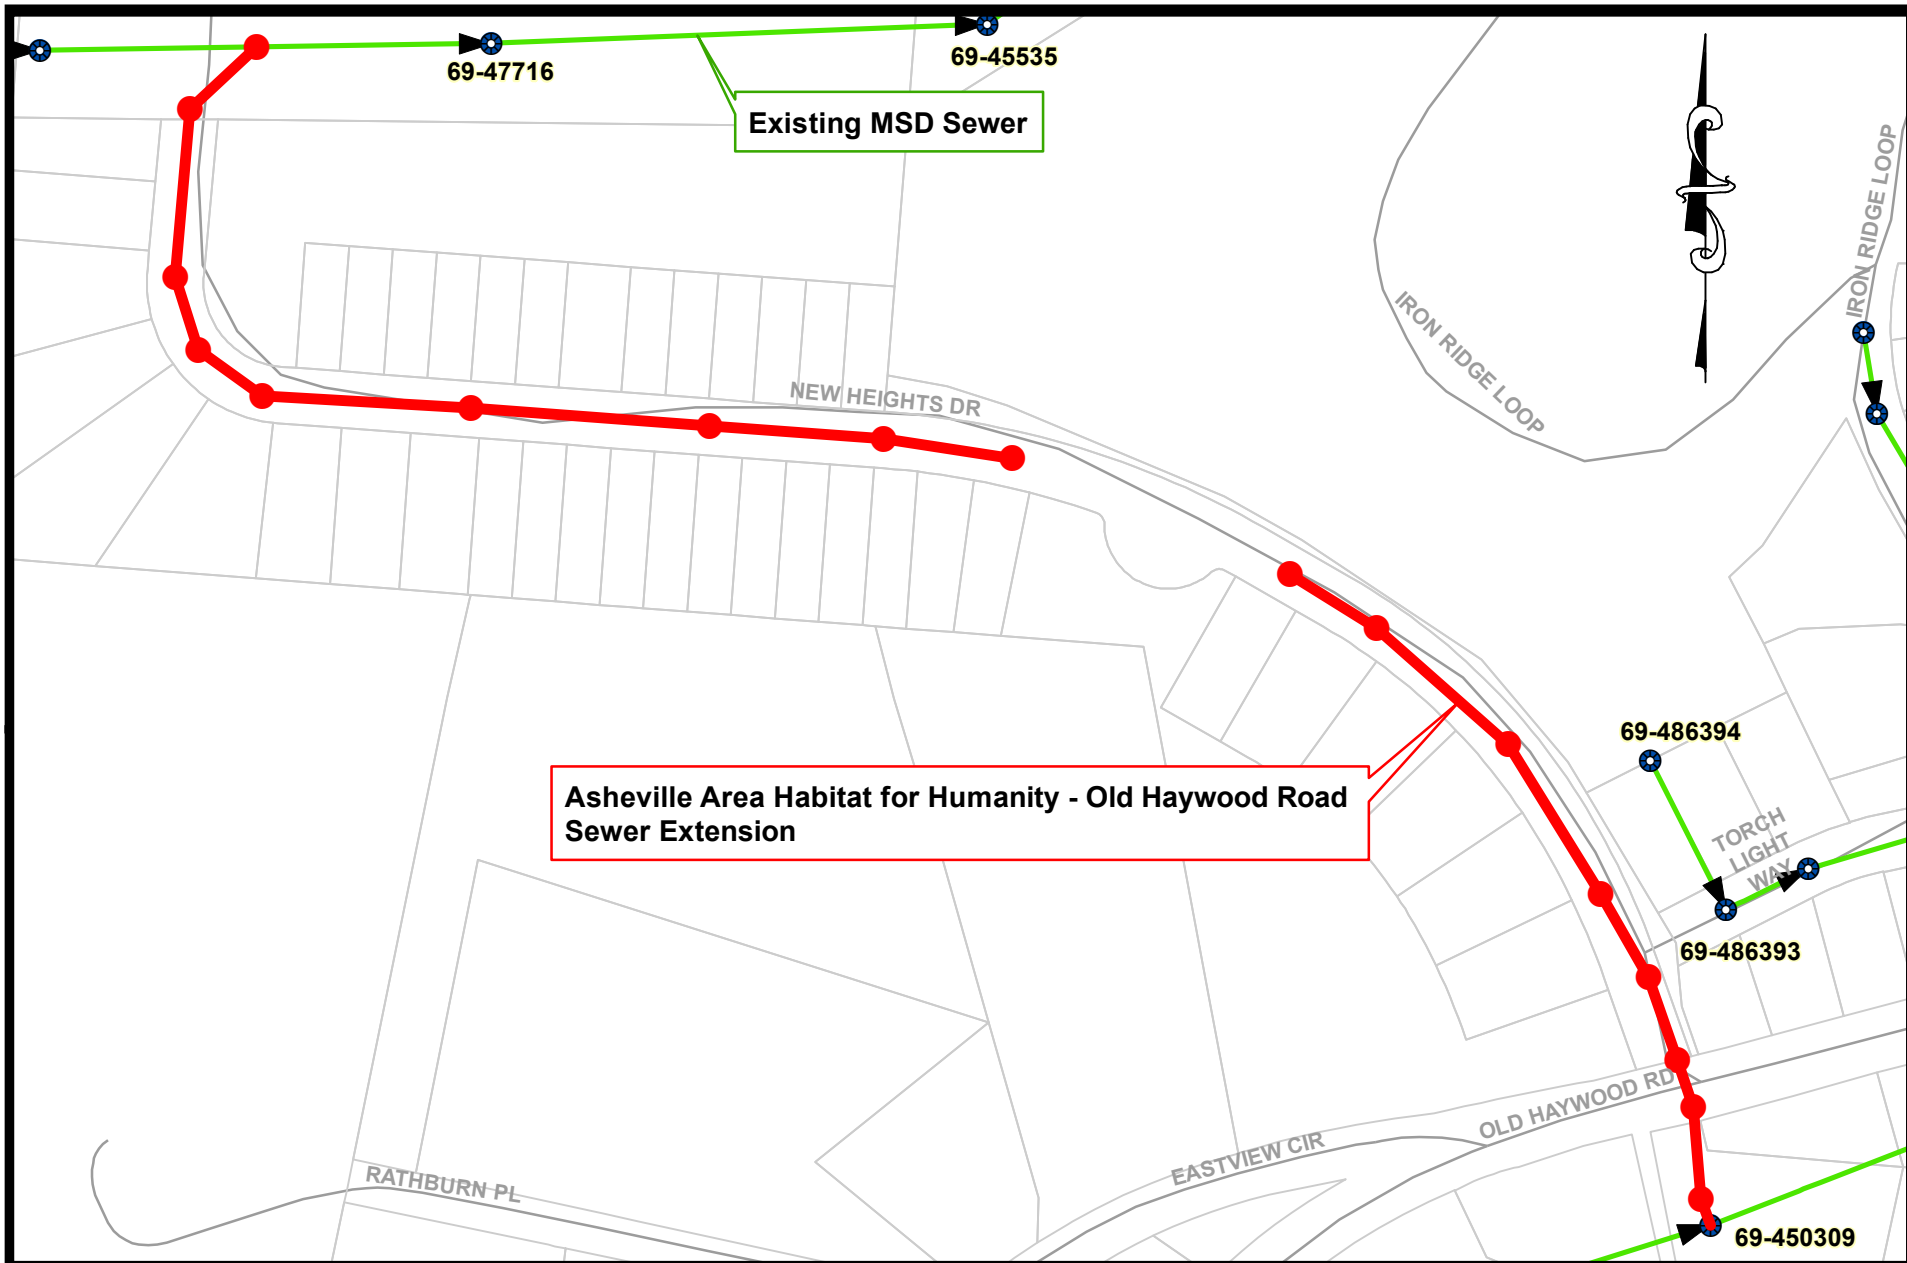 69-47716
69-45535
Existing MSD Sewer
IRON RIDGE LOOP
IRON RIDGE LOOP
NEW HEIGHTS DR
69-486394
Asheville Area Habitat for Humanity - Old Haywood Road
Sewer Extension
TORCH
LIGHT
WAY
69-486393
OLD HAYWOOD RD
EASTVIEW CIR
RATHBURN PL
69-450309